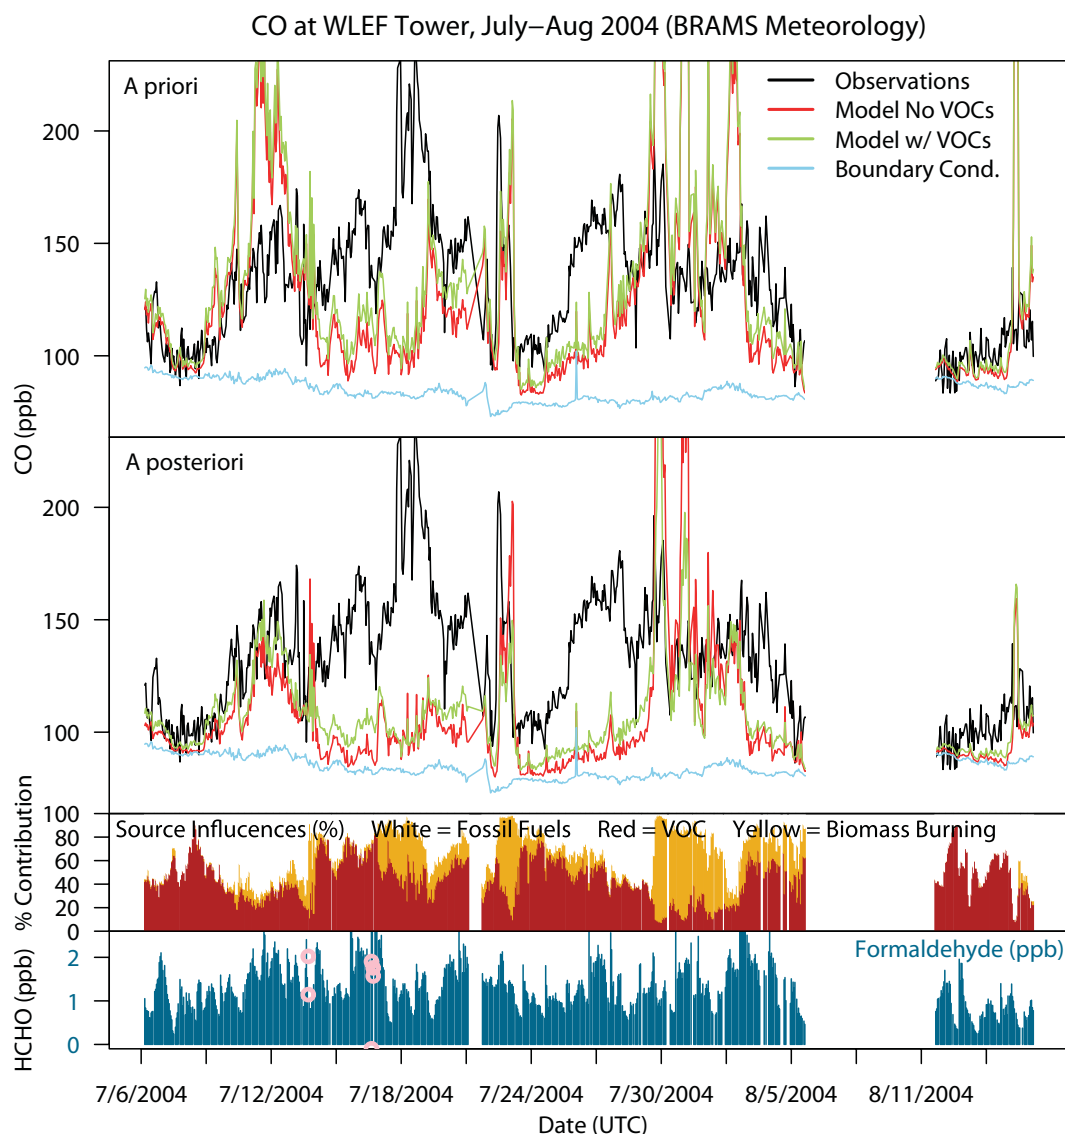 CO at WLEF Tower, July−Aug 2004 (BRAMS Meteorology)
A priori
Observations
Model No VOCs
Model w/ VOCs
Boundary Cond.
200
150
100
CO (ppb)
A posteriori
200
150
100
Source Influcences (%) White = Fossil Fuels Red = VOC Yellow = Biomass Burning
% Contribution
100
80
60
40
20
0
Formaldehyde (ppb)
HCHO (ppb)
2
1
0
7/6/2004 7/12/2004 7/18/2004 7/24/2004 7/30/2004 8/5/2004 8/11/2004
Date (UTC)